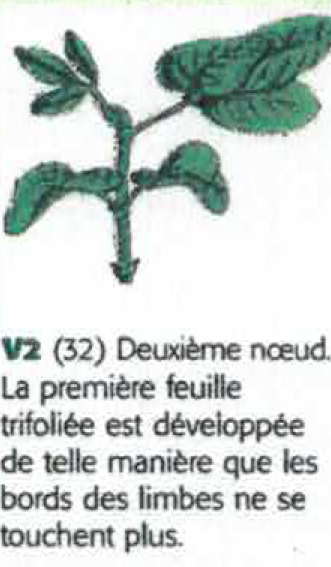 V2 (32) Deuxième nœud.
La première feuille
trifoliée est développée
de telle manière que les
bords des limbes ne se
touchent plus.